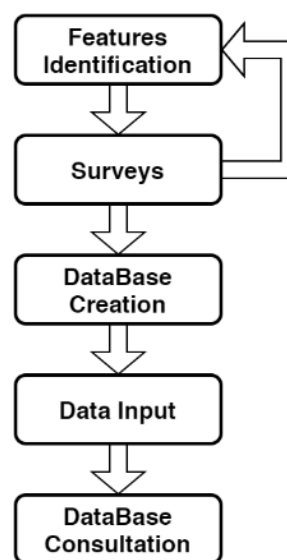 Features
Identification
Surveys
DataBase
Creation
Data Input
DataBase
Consultation